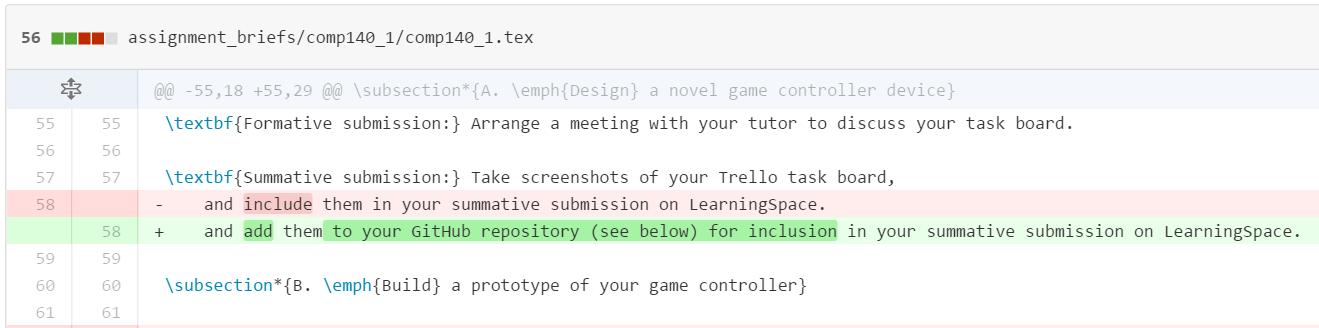 56 assignment_briefs/comp140_1/comp140_1.tex
@@ -55,18 +55,29 @@ \subsection*{A. \emph{Design} a novel game controller device}
55 55 \textbf{Formative submission:} Arrange a meeting with your tutor to discuss your task board.
56 56
57 57 \textbf{Summative submission:} Take screenshots of your Trello task board,
58 - and include them in your summative submission on LearningSpace.
58 + and add them to your GitHub repository (see below) for inclusion in your summative submission on LearningSpace.
59 59
60 60 \subsection*{B. \emph{Build} a prototype of your game controller}
61 61